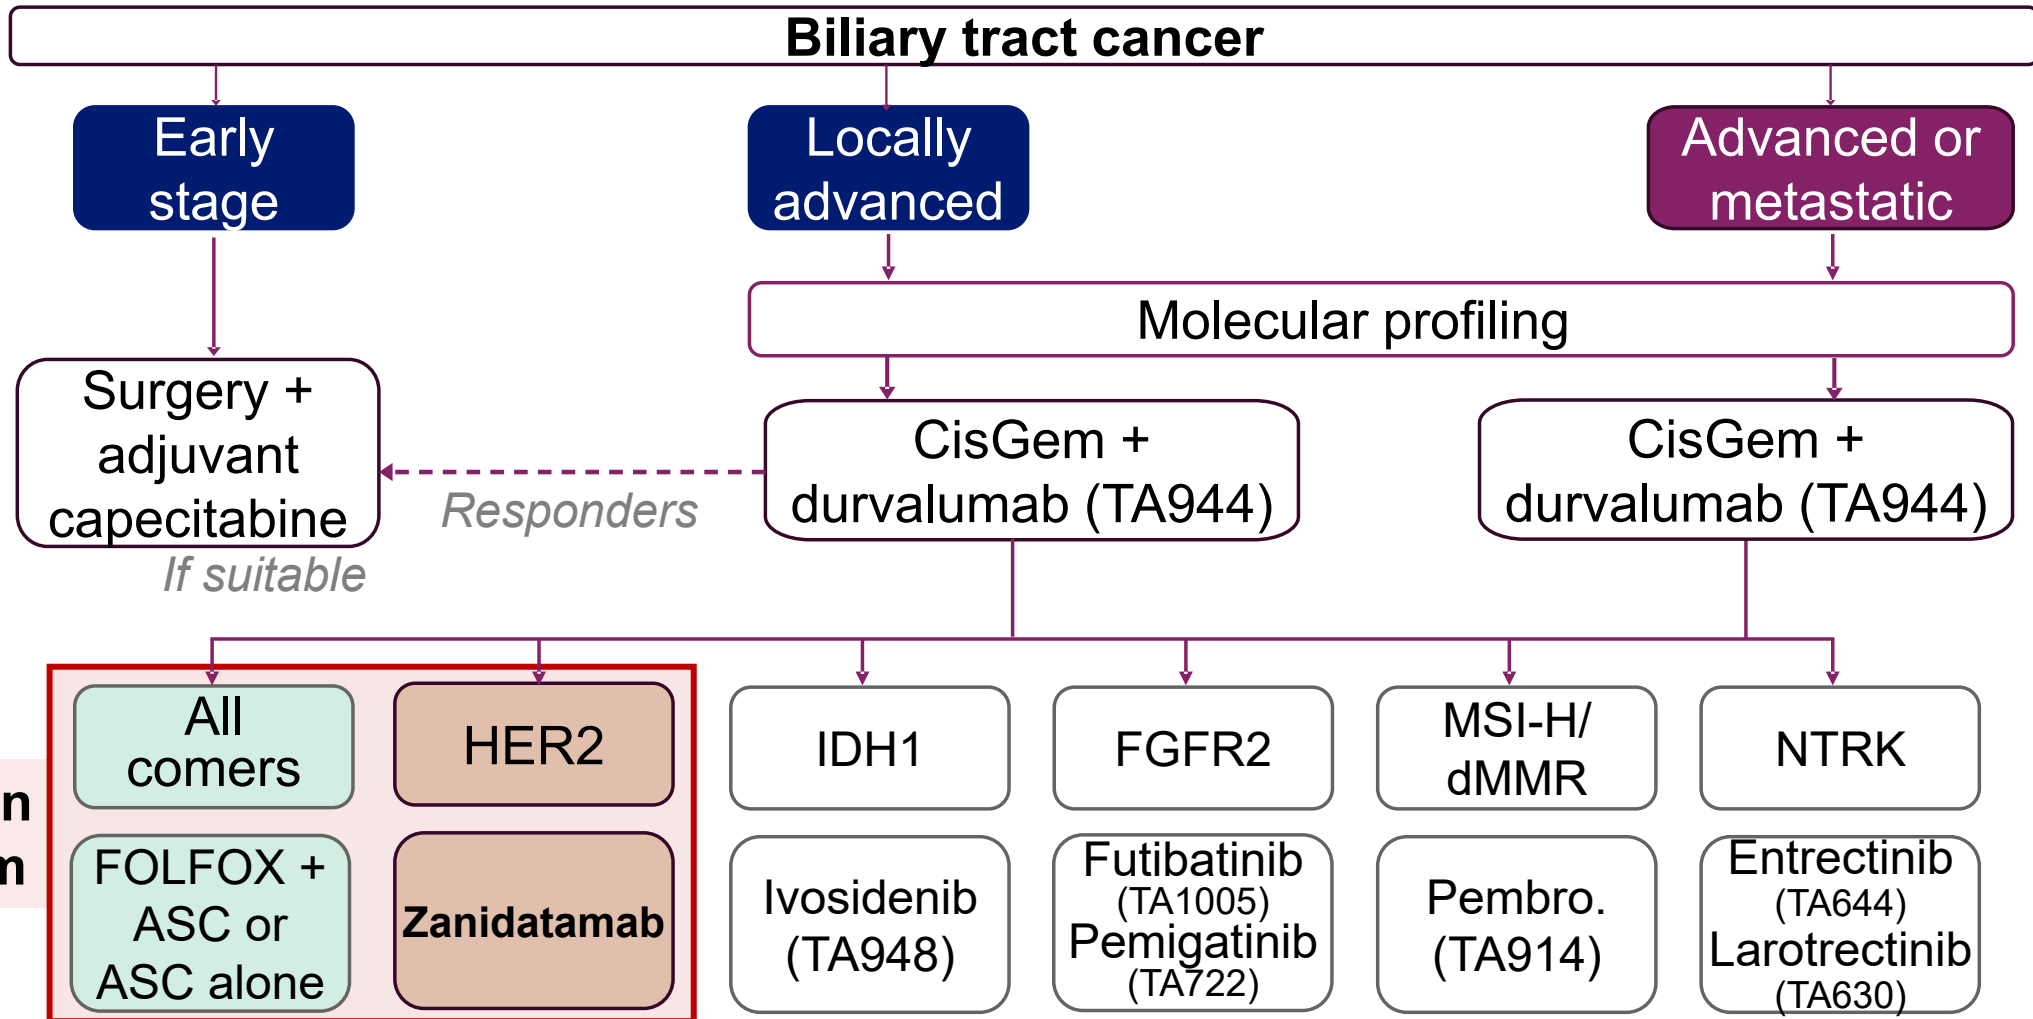 Biliary tract cancer
Early
stage
Locally
advanced
Advanced or
metastatic
Molecular profiling
Surgery +
adjuvant
capecitabine
If suitable
Responders
CisGem +
durvalumab (TA944)
CisGem +
durvalumab (TA944)
All
comers
HER2
IDH1
FGFR2
MSI-H/
dMMR
NTRK
FOLFOX +
ASC or
ASC alone
Zanidatamab
Ivosidenib
(TA948)
Futibatinib
(TA1005)
Pemigatinib
(TA722)
Pembro.
(TA914)
Entrectinib
(TA644)
Larotrectinib
(TA630)